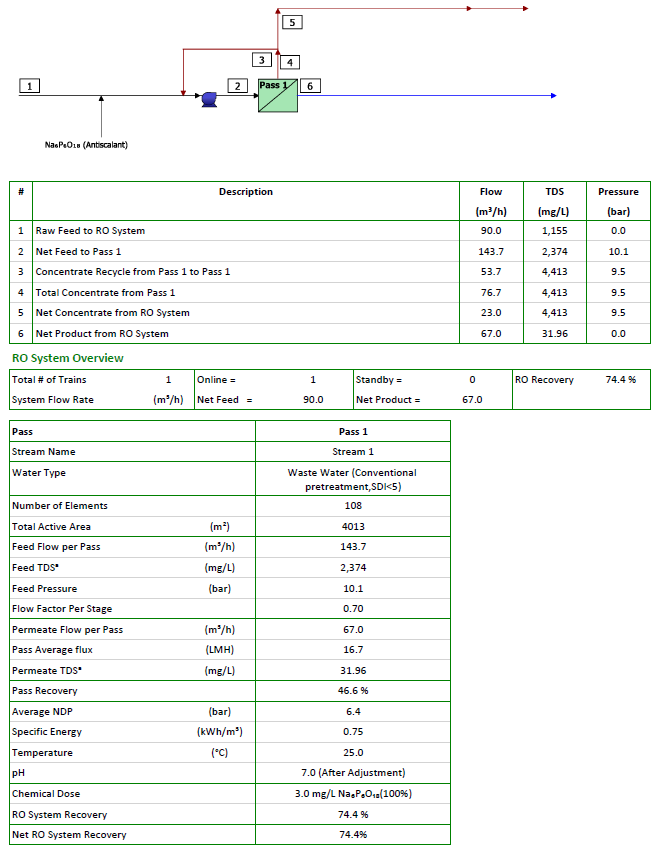 5
3
4
1
2
Pass 1
6
Na₆P₆O₁₈ (Antiscalant)
# Description Flow TDS Pressure
(m³/h) (mg/L) (bar)
1 Raw Feed to RO System 90.0 1,155 0.0
2 Net Feed to Pass 1 143.7 2,374 10.1
3 Concentrate Recycle from Pass 1 to Pass 1 53.7 4,413 9.5
4 Total Concentrate from Pass 1 76.7 4,413 9.5
5 Net Concentrate from RO System 23.0 4,413 9.5
6 Net Product from RO System 67.0 31.96 0.0
RO System Overview
Total # of Trains 1 Online = 1 Standby = 0 RO Recovery 74.4 %
System Flow Rate (m³/h) Net Feed = 90.0 Net Product = 67.0
Pass Pass 1
Stream Name Stream 1
Water Type Waste Water (Conventional
pretreatment,SDI<5)
Number of Elements 108
Total Active Area (m²) 4013
Feed Flow per Pass (m³/h) 143.7
Feed TDSᵃ (mg/L) 2,374
Feed Pressure (bar) 10.1
Flow Factor Per Stage 0.70
Permeate Flow per Pass (m³/h) 67.0
Pass Average flux (LMH) 16.7
Permeate TDSᵃ (mg/L) 31.96
Pass Recovery 46.6 %
Average NDP (bar) 6.4
Specific Energy (kWh/m³) 0.75
Temperature (°C) 25.0
pH 7.0 (After Adjustment)
Chemical Dose 3.0 mg/L Na₆P₆O₁₈(100%)
RO System Recovery 74.4 %
Net RO System Recovery 74.4%